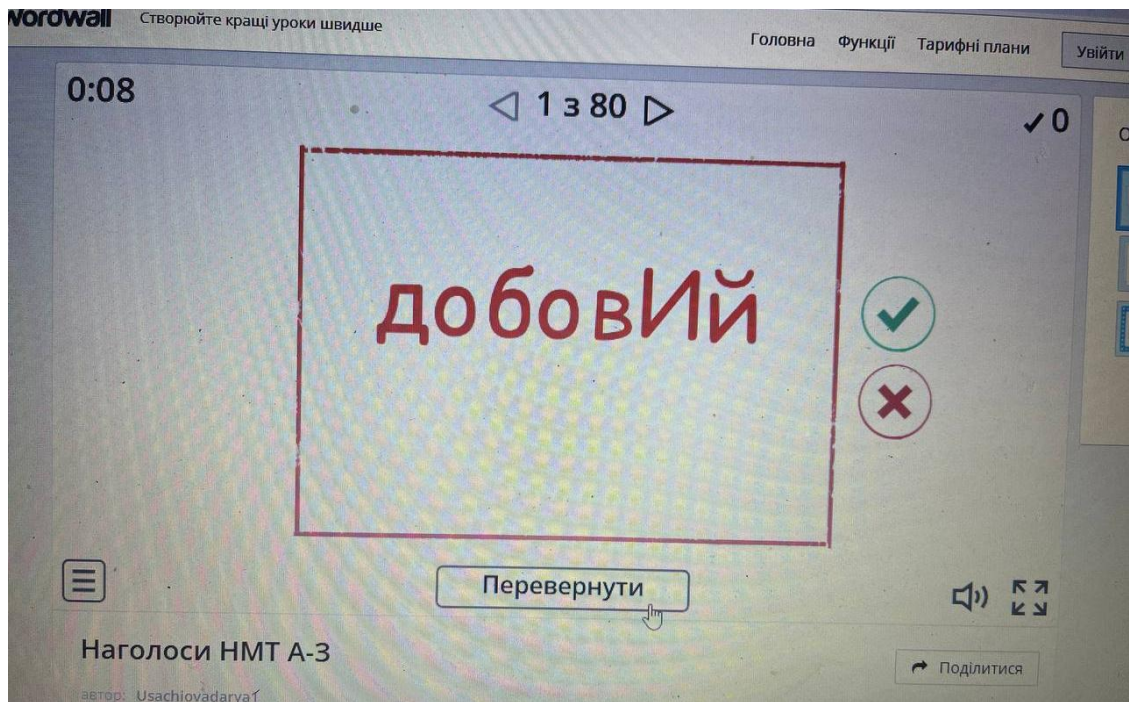 Wordwall Створюйте кращі уроки швидше
Головна Функції Тарифні плани Увійти
0:08
1 з 80
0
добовИй
Перевернути
Наголоси НМТ А-З
Поділитися
автор: Usachiovadarya1